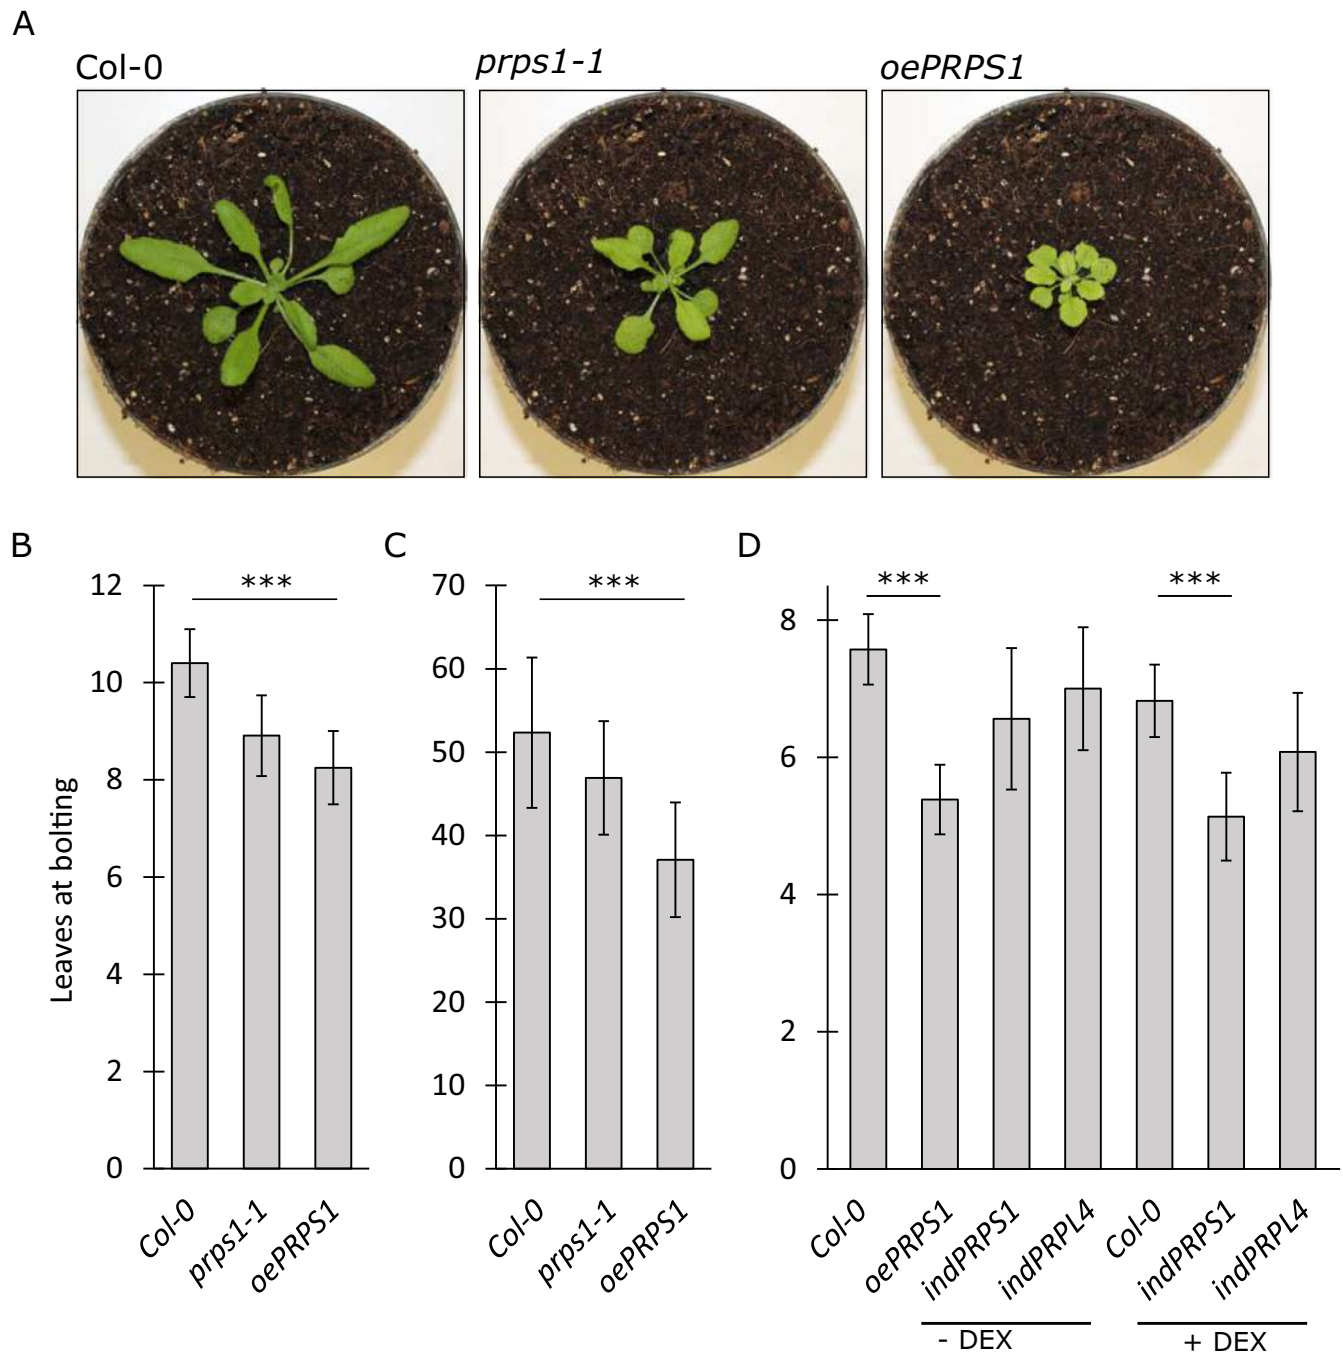 A
Col-0 prps1-1 oePRPS1
B C D
Leaves at bolting
12
10
8
6
4
2
0
***
Col-0
prps1-1
oePRPS1
70
60
50
40
30
20
10
0
***
Col-0
prps1-1
oePRPS1
8
6
4
2
0
*** ***
Col-0
oePRPS1
indPRPS1
indPRPL4
Col-0
indPRPS1
indPRPL4
- DEX + DEX